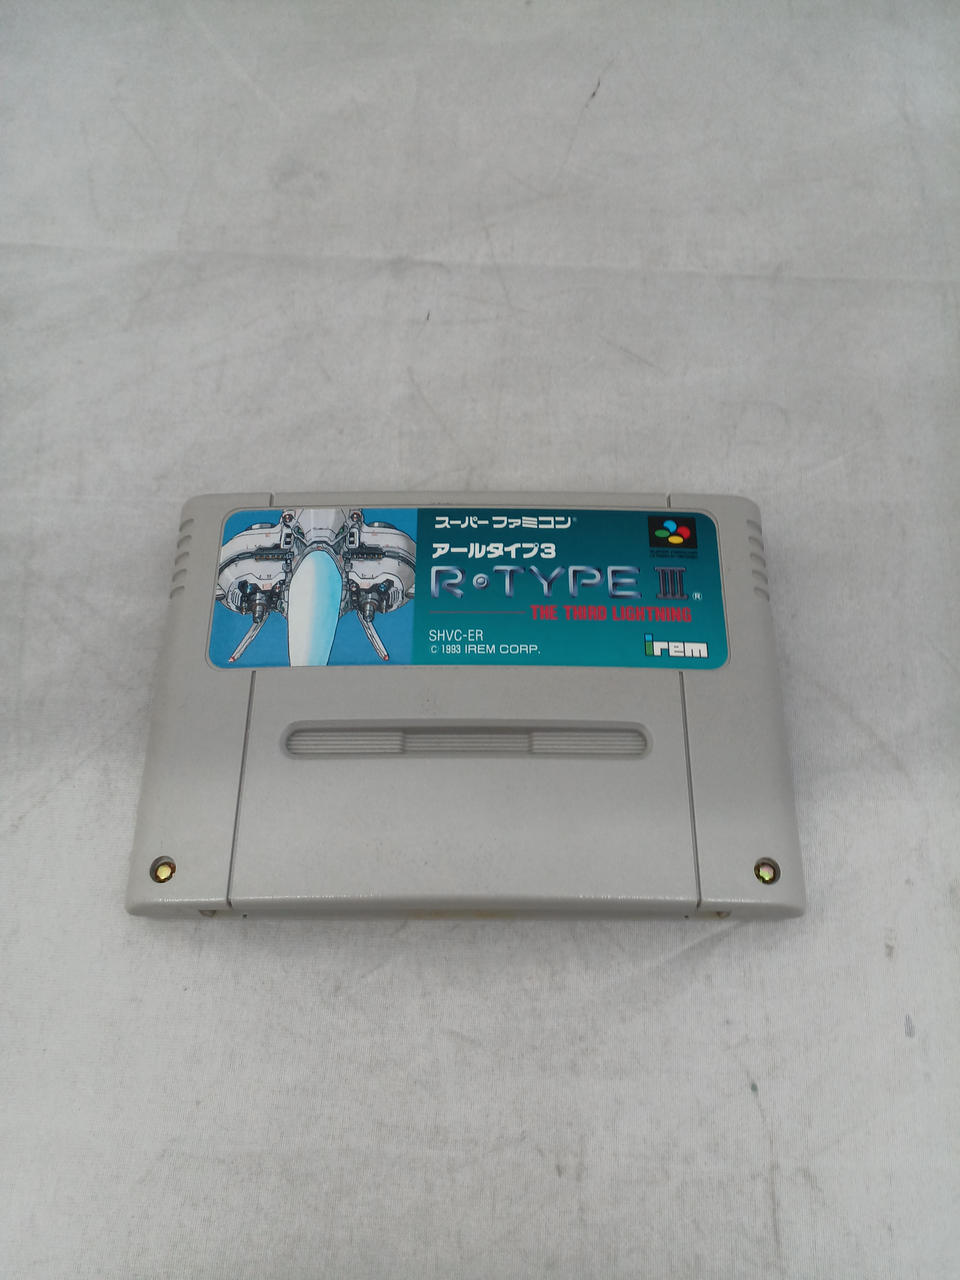 スーパーファミコン®
アールタイプ3
R・TYPE III®
THE THIRD LIGHTNING
SHVC-ER
© 1993 IREM CORP.
irem